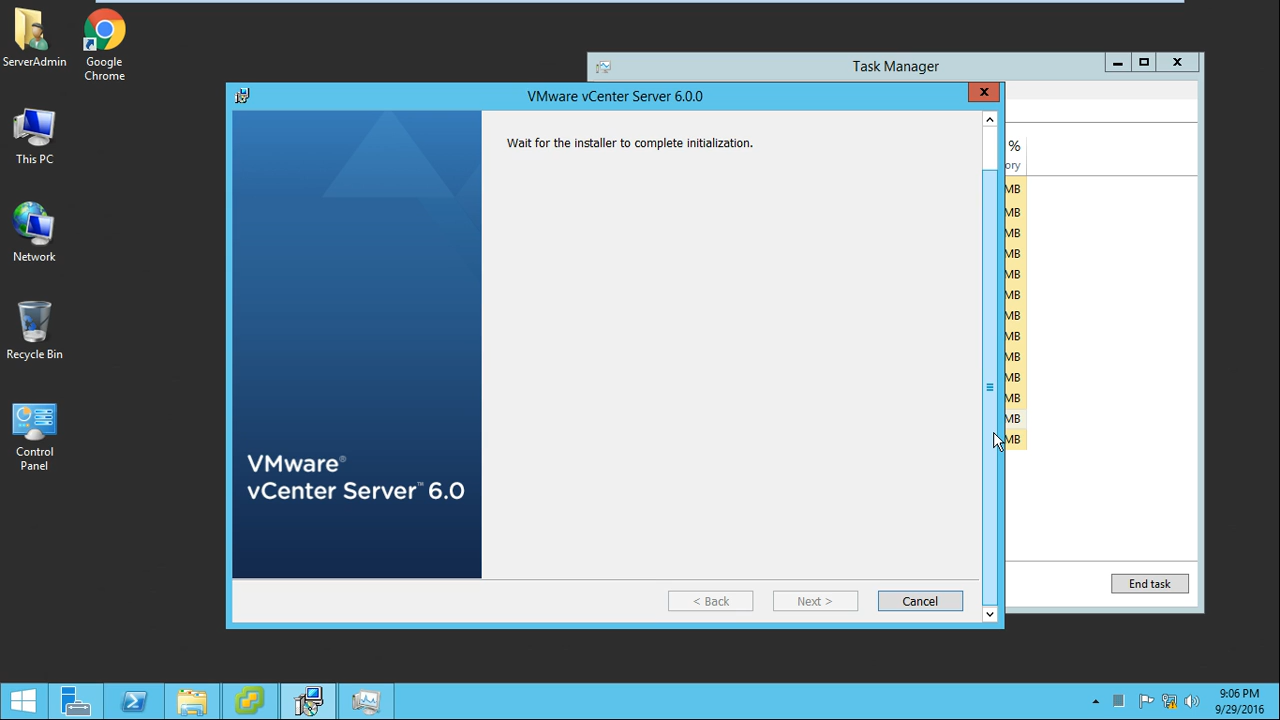 ServerAdmin
Google
Chrome
This PC
Network
Recycle Bin
Control
Panel
Task Manager
VMware vCenter Server 6.0.0
Wait for the installer to complete initialization.
VMware®
vCenter Server™ 6.0
< Back
Next >
Cancel
%
ory
MB
MB
MB
MB
MB
MB
MB
MB
MB
MB
MB
MB
MB
End task
9:06 PM
9/29/2016